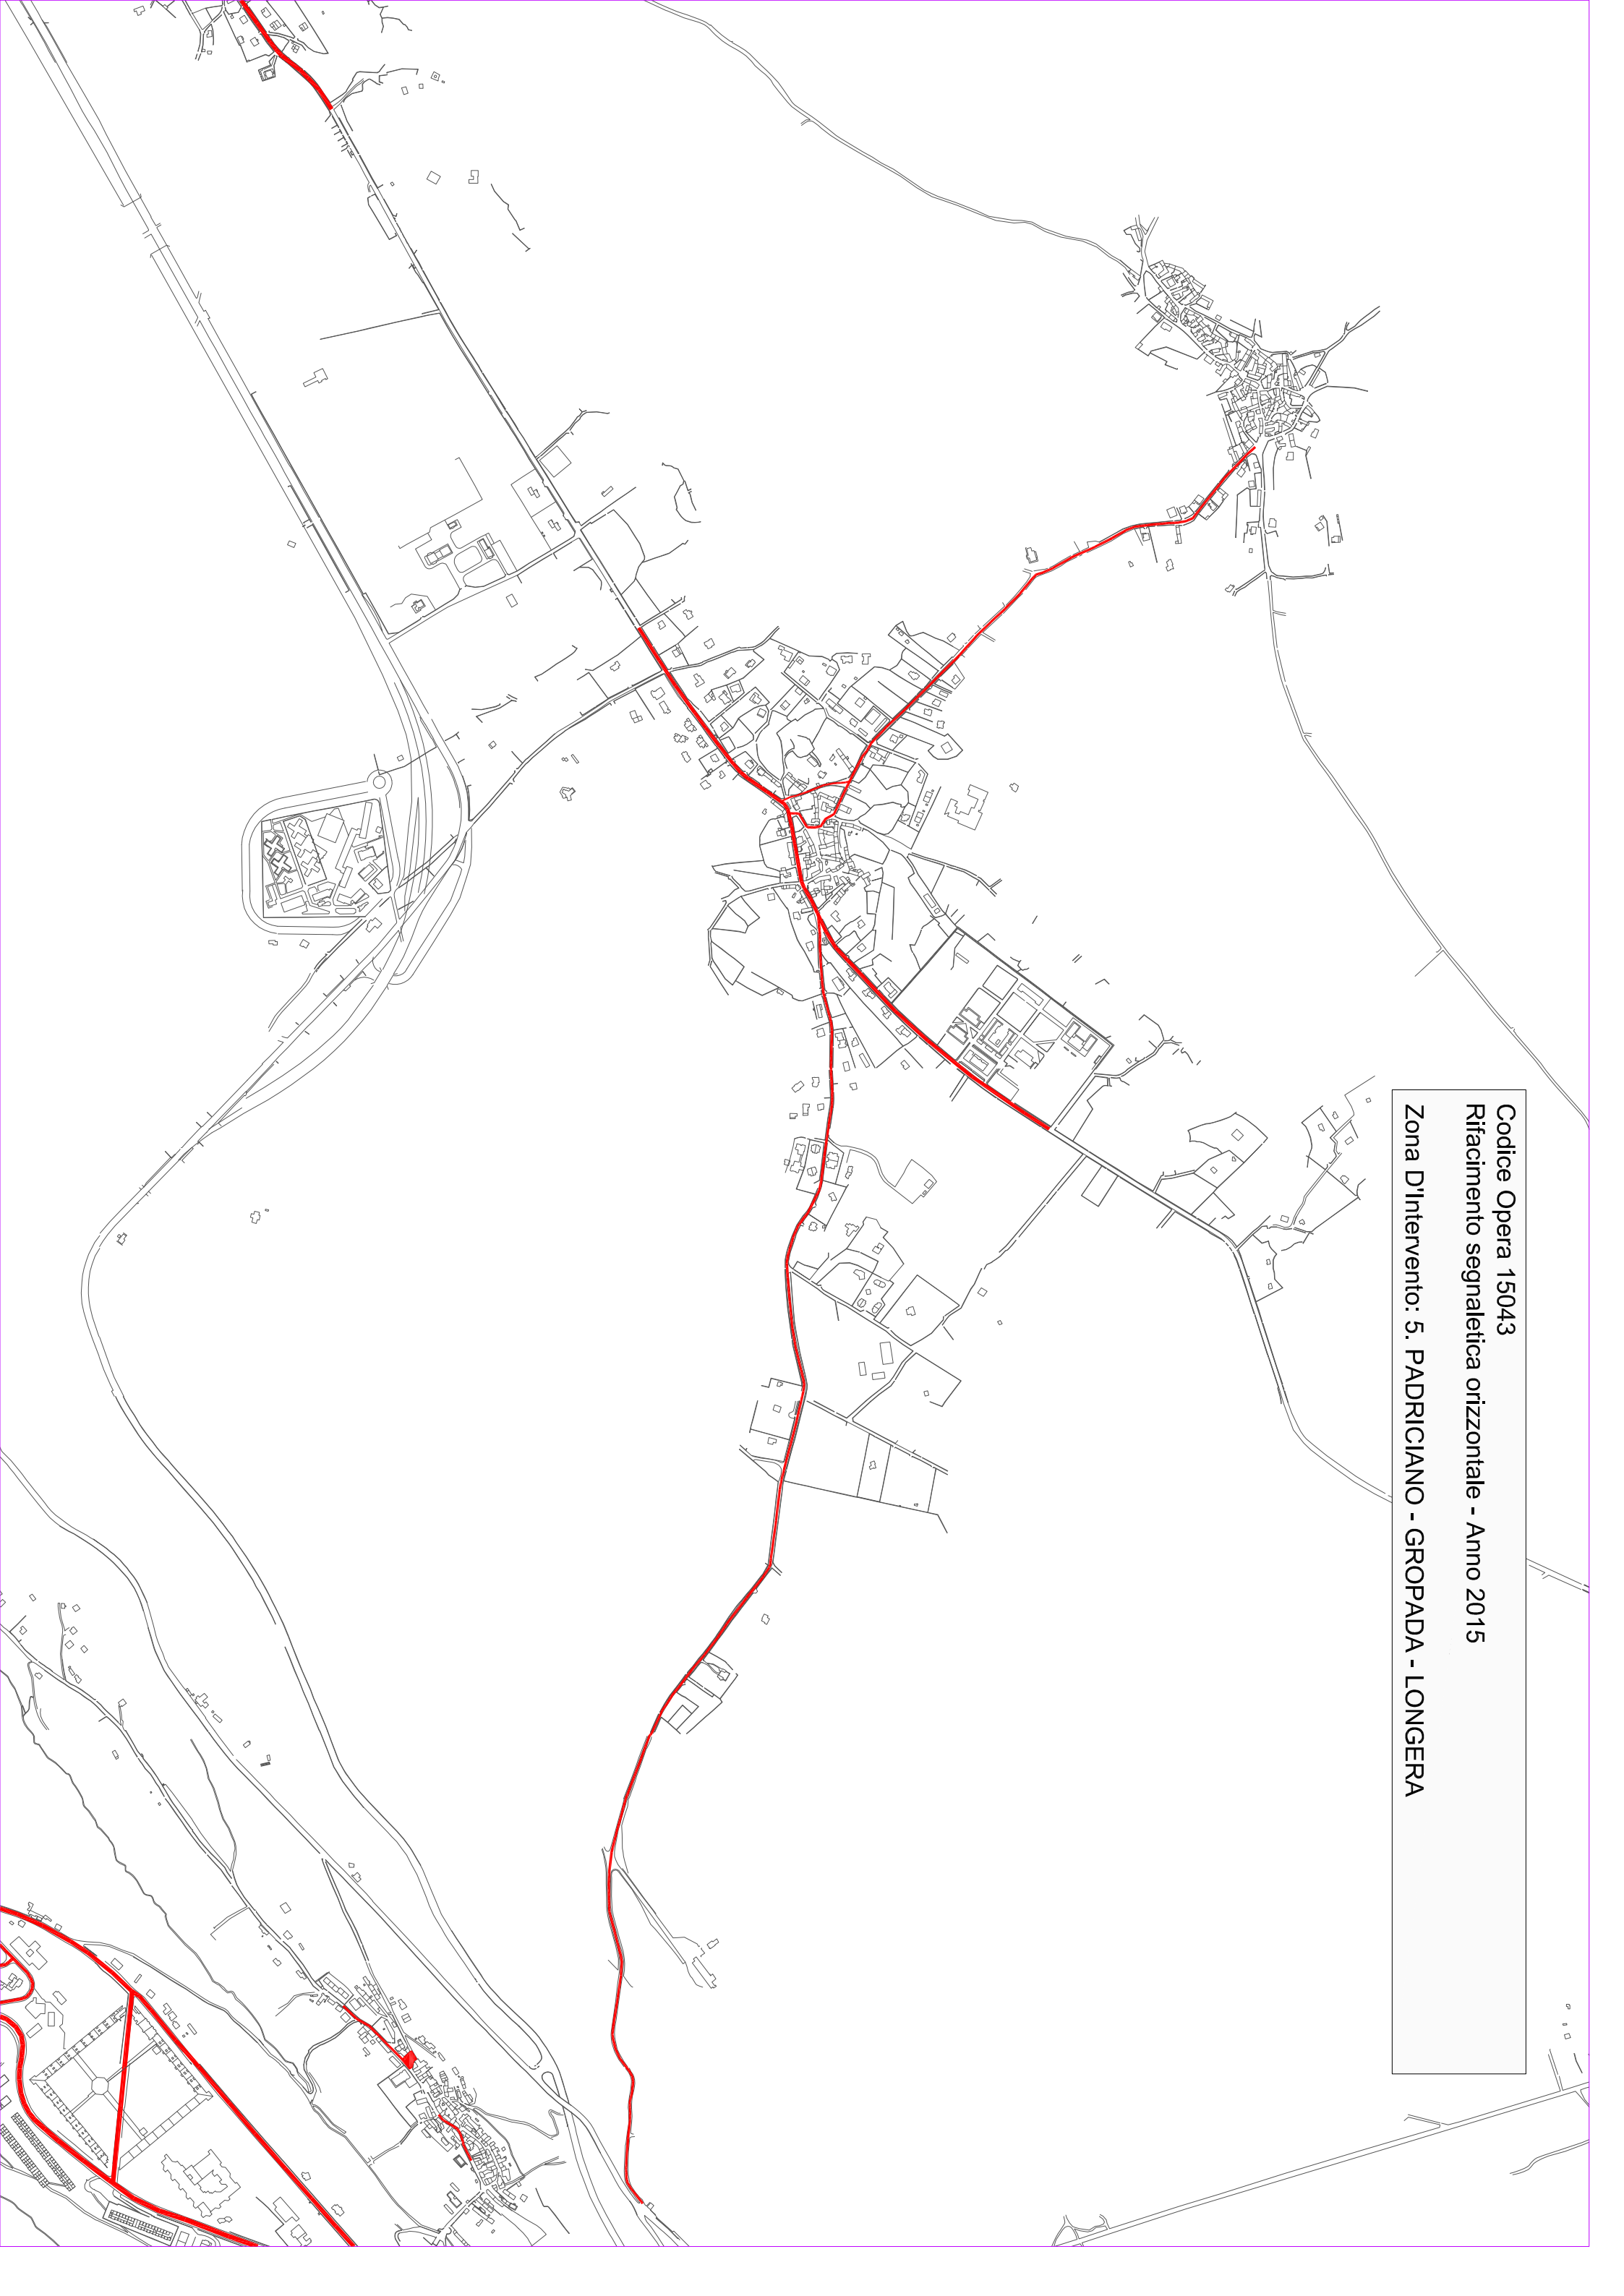 Codice Opera 15043
Rifacimento segnaletica orizzontale - Anno 2015
Zona D'Intervento: 5. PADRICIANO - GROPADA - LONGERA